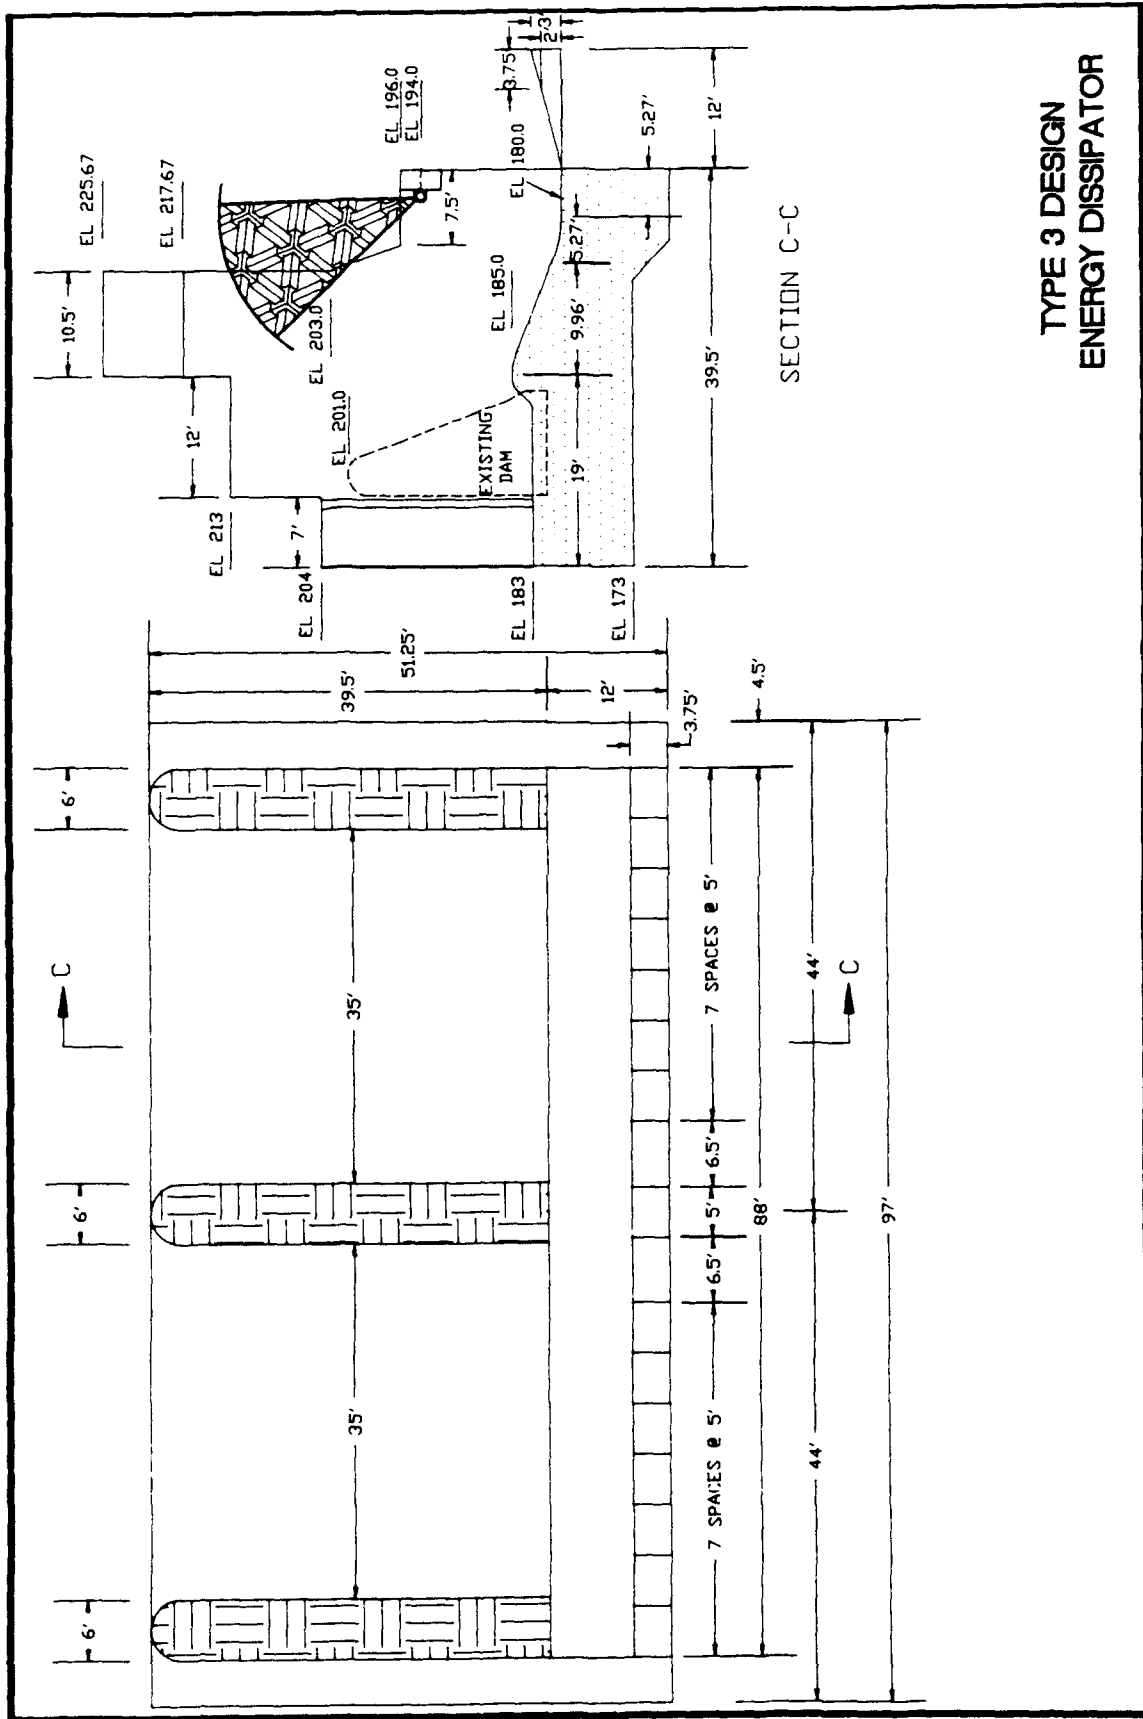 6'
35'
6'
35'
6'
C
C
39.5'
51.25'
12'
3.75'
4.5'
7 SPACES @ 5'
6.5'
5'
6.5'
7 SPACES @ 5'
88'
44'
44'
97'
EL 225.67
EL 217.67
10.5'
12'
EL 213
7'
EL 204
EL 203.0
EL 201.0
EXISTING
DAM
EL 196.0
EL 194.0
7.5'
EL 185.0
EL 180.0
3.75'
2'
3'
EL 183
EL 173
19'
9.96'
5.27'
5.27'
12'
39.5'
SECTION C-C
TYPE 3 DESIGN
ENERGY DISSIPATOR